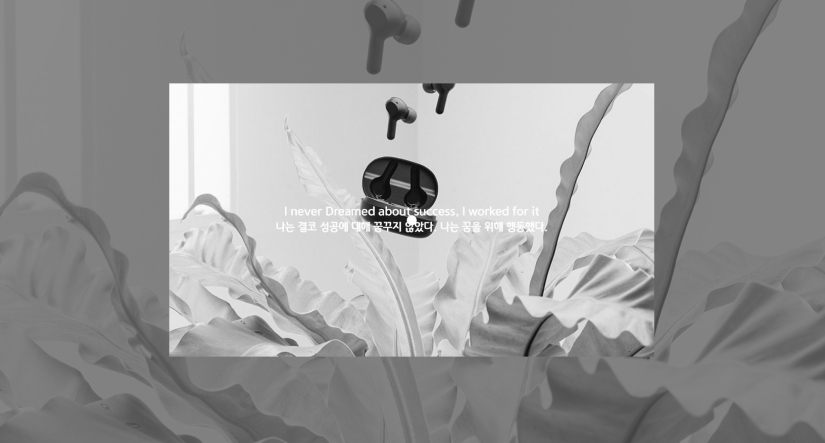 I never Dreamed about success, I worked for it
나는 결코 성공에 대해 꿈꾸지 않았다, 나는 꿈을 위해 행동했다.